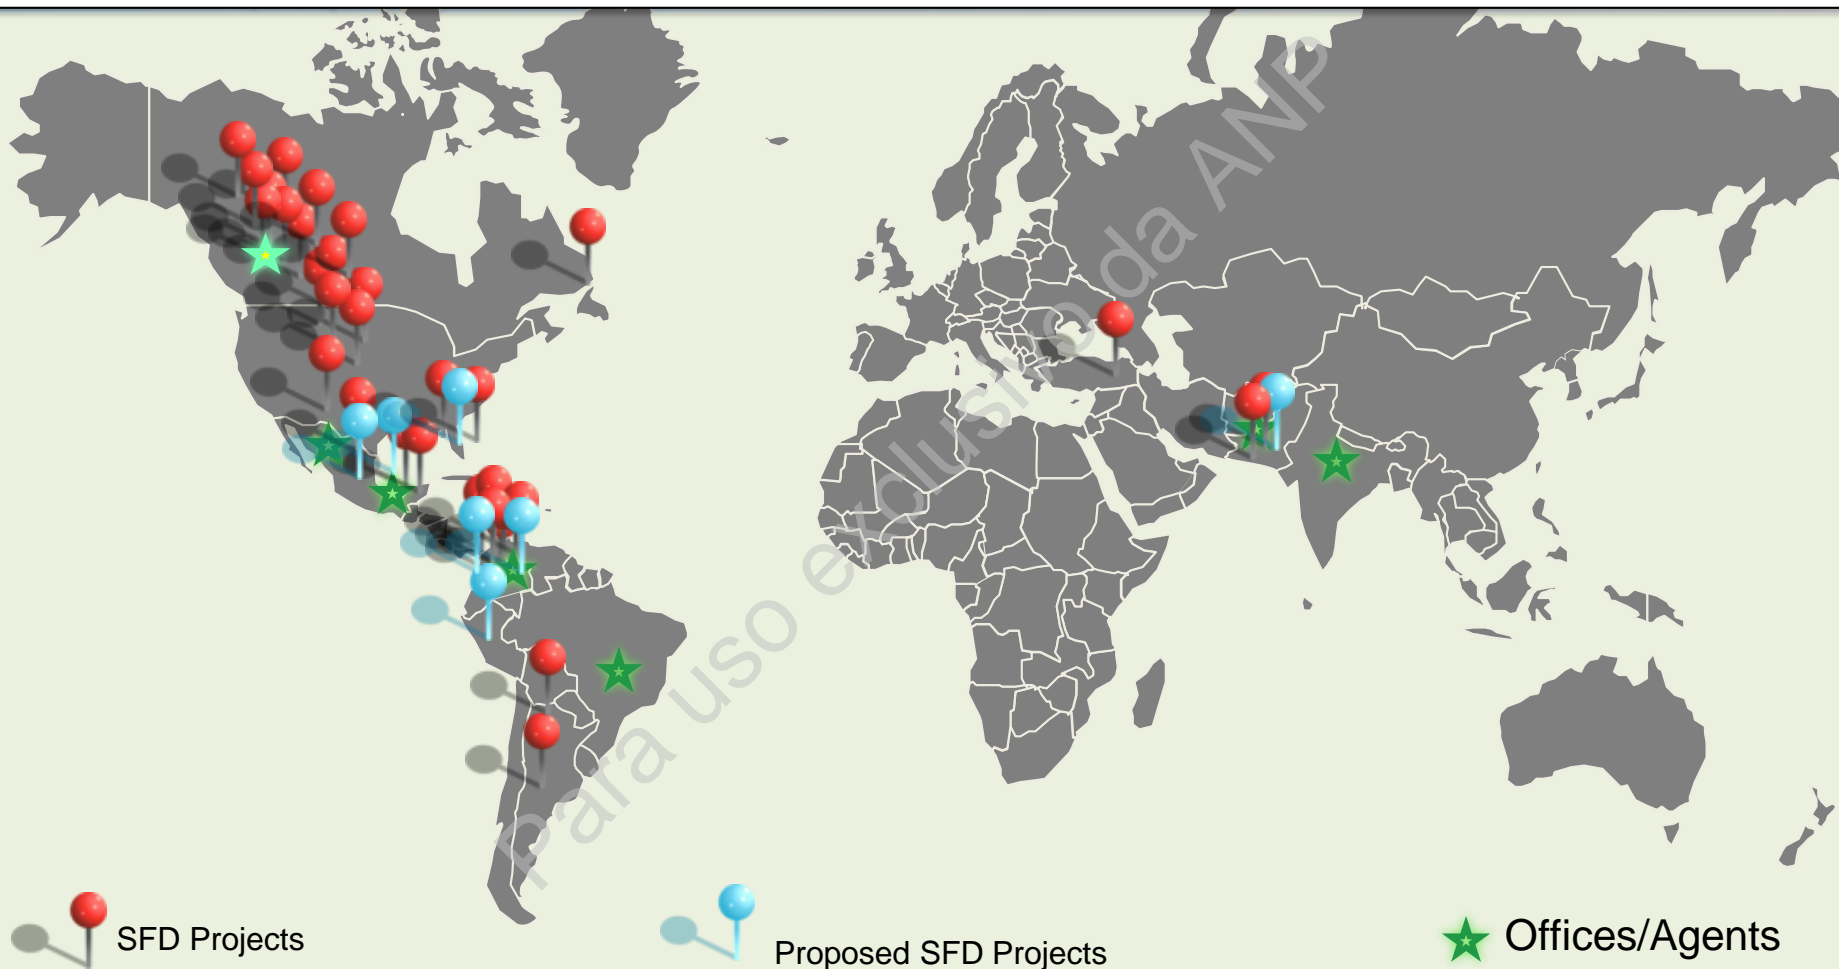 Para uso exclusivo da ANP
SFD Projects
Proposed SFD Projects
Offices/Agents